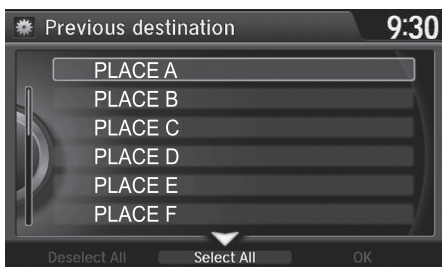 Previous destination 9:30
PLACE A
PLACE B
PLACE C
PLACE D
PLACE E
PLACE F
Deselect All Select All OK